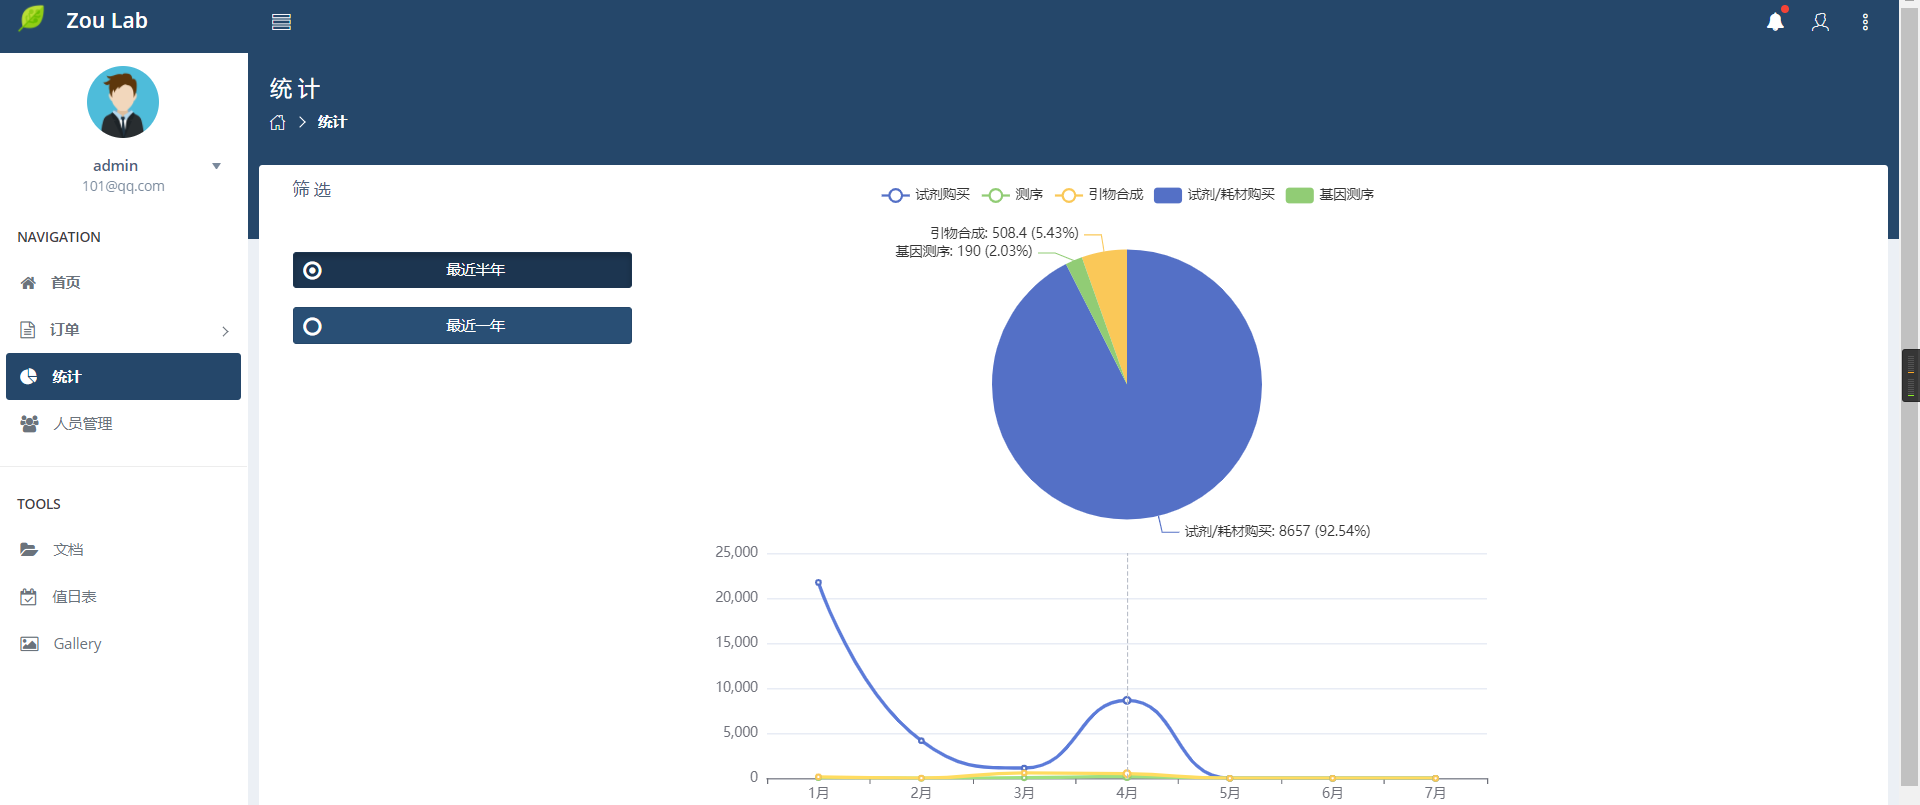 Zou Lab
统计
统计
admin
101@qq.com
NAVIGATION
首页
订单
统计
人员管理
TOOLS
文档
值日表
Gallery
筛选
最近半年
最近一年
试剂购买 测序 引物合成 试剂/耗材购买 基因测序
引物合成: 508.4 (5.43%)
基因测序: 190 (2.03%)
试剂/耗材购买: 8657 (92.54%)
25,000
20,000
15,000
10,000
5,000
0
1月 2月 3月 4月 5月 6月 7月